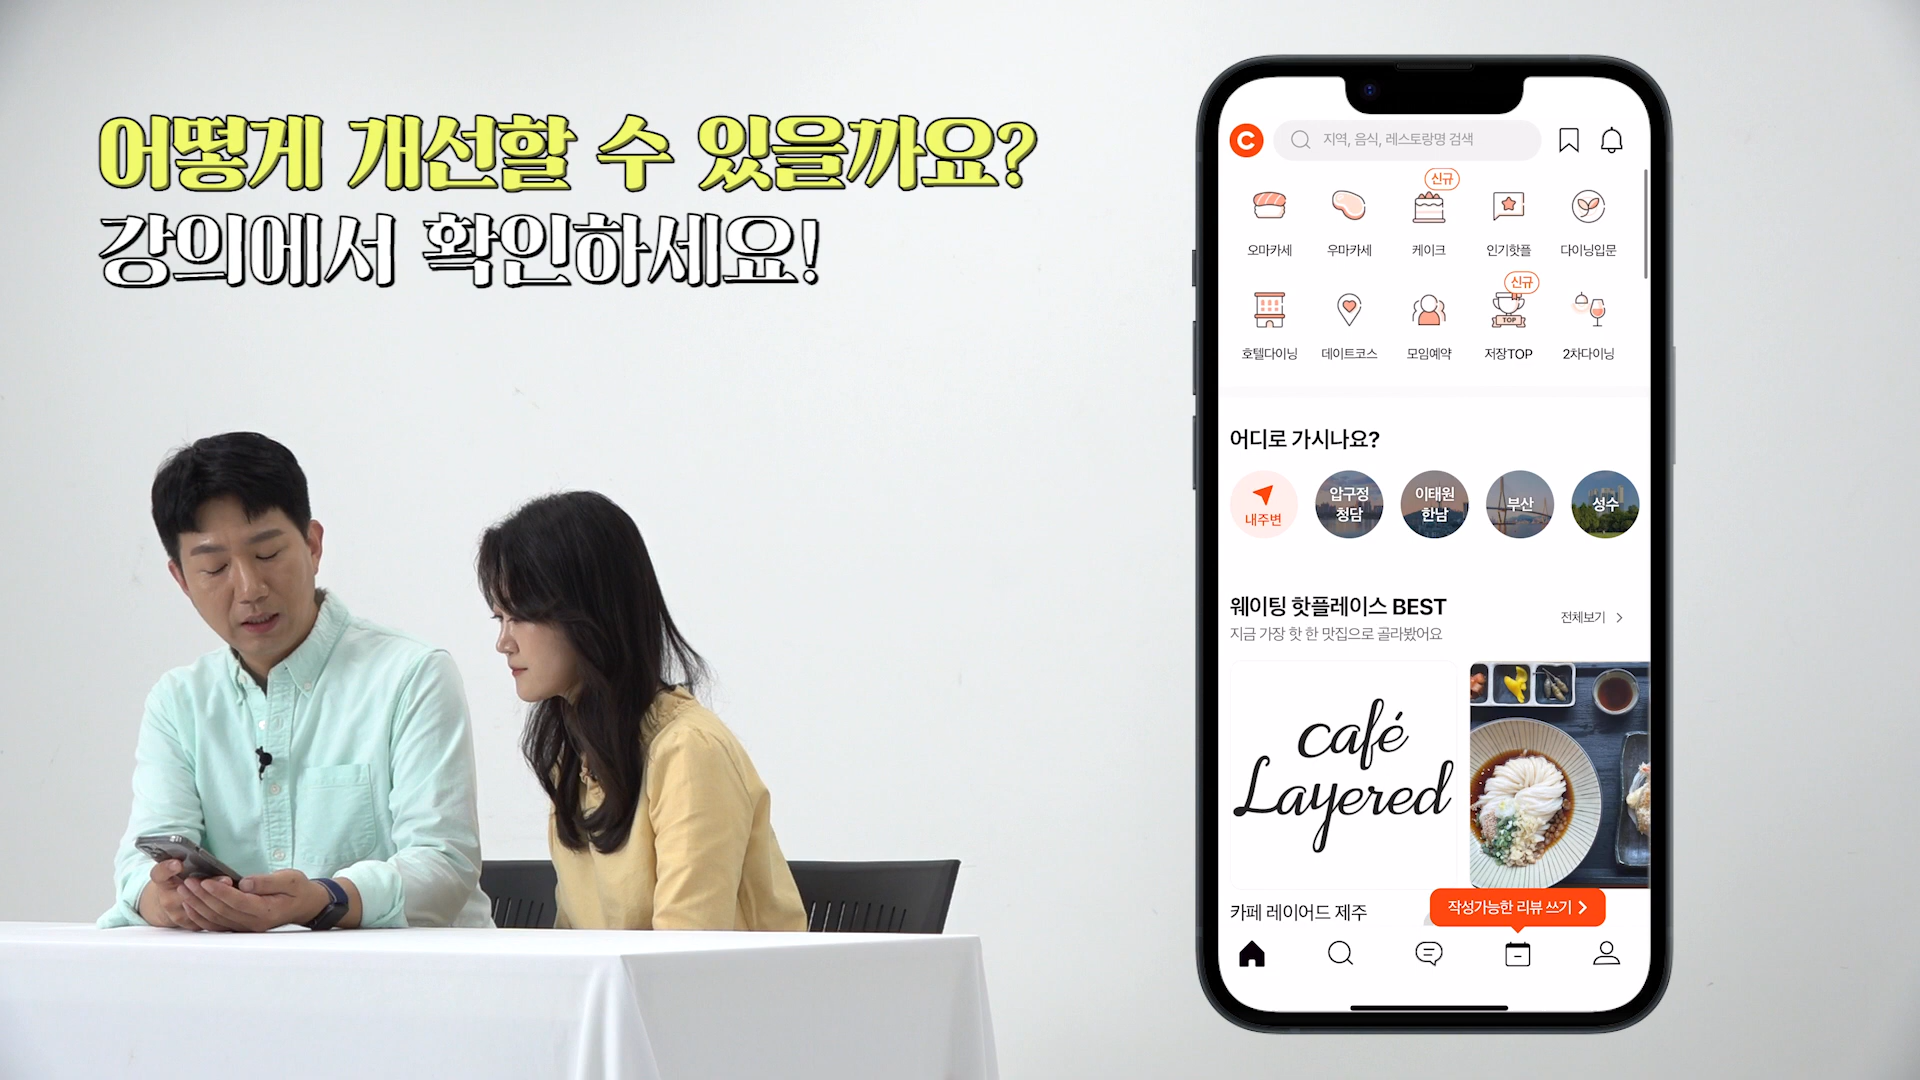 어떻게 개선할 수 있을까요?
강의에서 확인하세요!
C
지역, 음식, 레스토랑명 검색
신규
오마카세
우마카세
케이크
인기핫플
다이닝입문
신규
TOP
호텔다이닝
데이트코스
모임예약
저장TOP
2차다이닝
어디로 가시나요?
내주변
압구정
청담
이태원
한남
부산
성수
웨이팅 핫플레이스 BEST
전체보기
지금 가장 핫 한 맛집으로 골라봤어요
café
Layered
카페 레이어드 제주
작성가능한 리뷰 쓰기